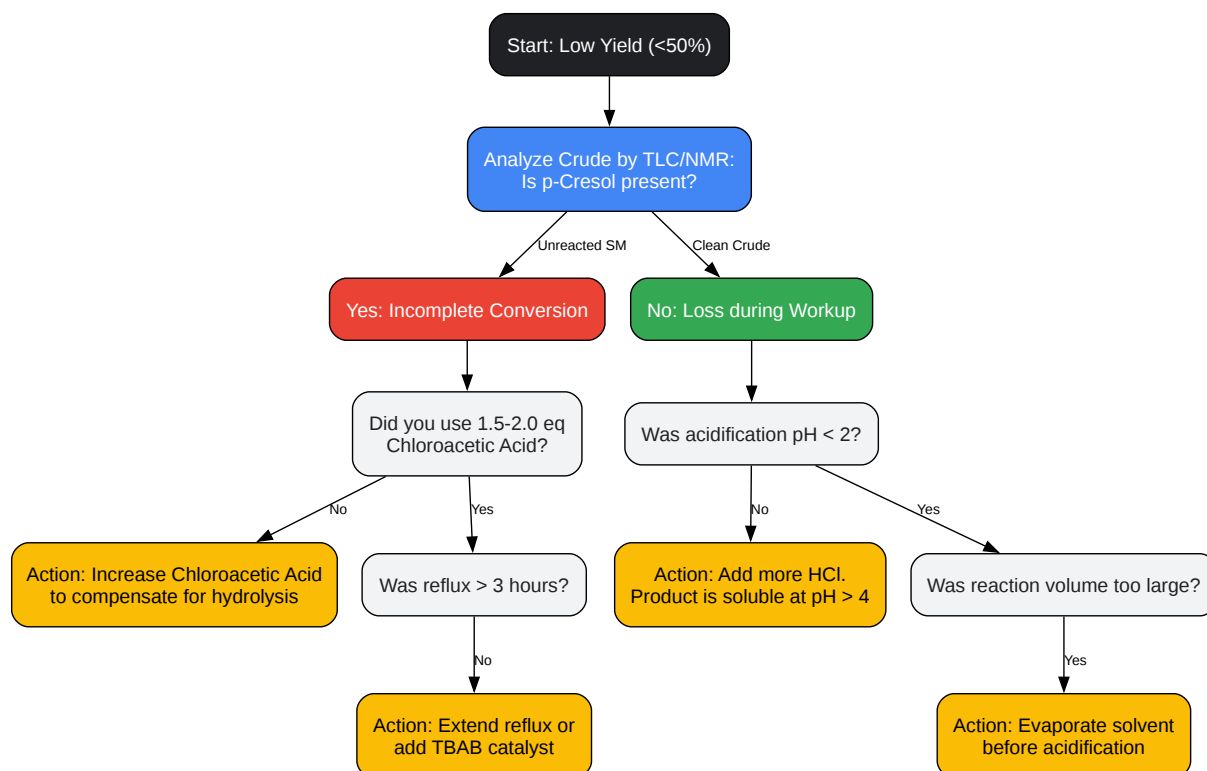 Start: Low Yield (<50%)
Analyze Crude by TLC/NMR:
Is p-Cresol present?
Unreacted SM
Clean Crude
Yes: Incomplete Conversion
No: Loss during Workup
Did you use 1.5-2.0 eq
Chloroacetic Acid?
Was acidification pH < 2?
No
Yes
No
Yes
Action: Increase Chloroacetic Acid
to compensate for hydrolysis
Was reflux > 3 hours?
Action: Add more HCl.
Product is soluble at pH > 4
Was reaction volume too large?
No
Yes
Action: Extend reflux or
add TBAB catalyst
Action: Evaporate solvent
before acidification